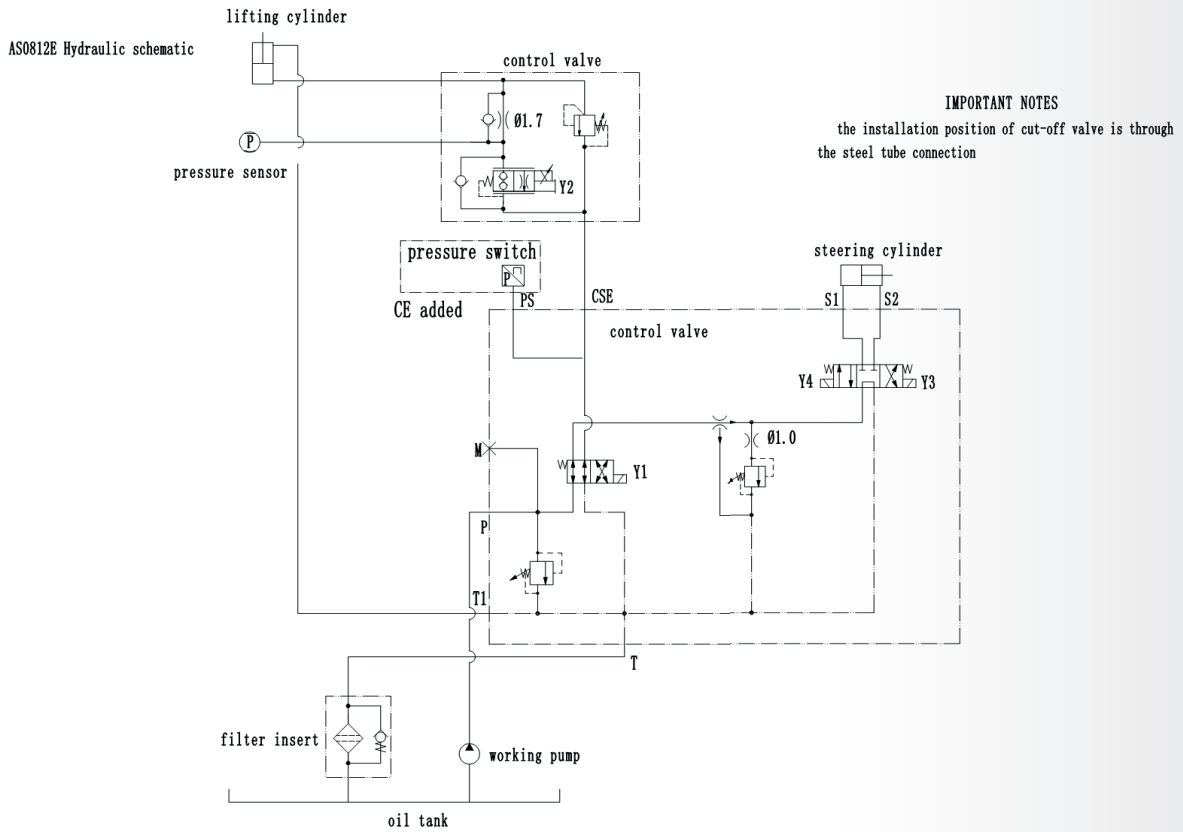 lifting cylinder
AS0812E Hydraulic schematic
control valve
IMPORTANT NOTES
the installation position of cut-off valve is through
the steel tube connection
Ø1.7
P
pressure sensor
Y2
pressure switch
P
steering cylinder
PS
CSE
S1
S2
CE added
control valve
Y4
Y3
Ø1.0
M
Y1
P
T1
T
filter insert
working pump
oil tank